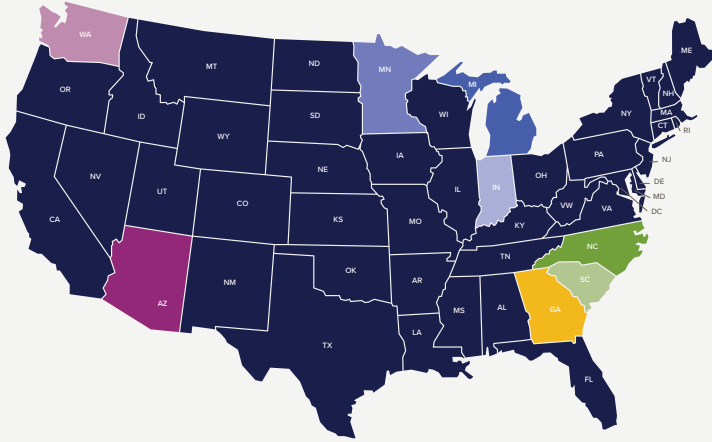 WA
MT
ND
MN
MI
ME
VT
NH
OR
ID
SD
WI
NY
MA
CT
RI
WY
IA
PA
NJ
NV
UT
CO
NE
IL
IN
OH
DE
MD
DC
CA
KS
MO
KY
VW
VA
AZ
NM
OK
AR
TN
NC
SC
TX
LA
MS
AL
GA
FL